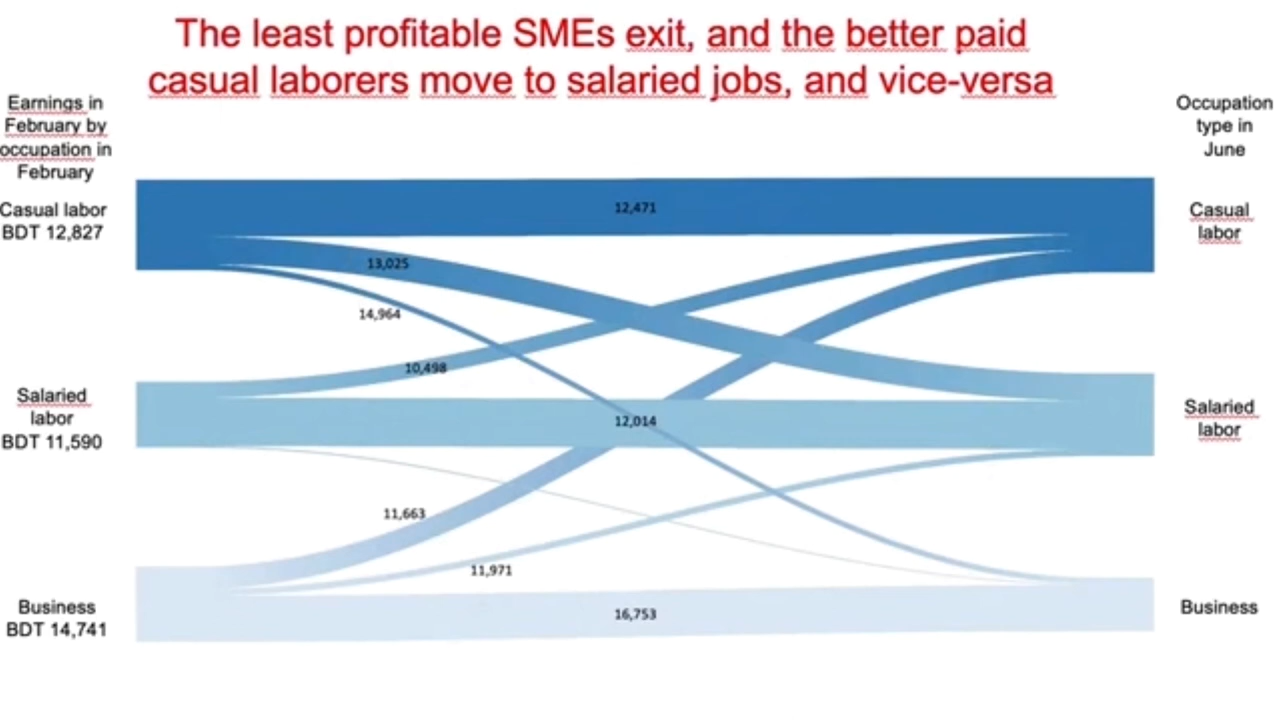 The least profitable SMEs exit, and the better paid
casual laborers move to salaried jobs, and vice-versa
Earnings in
February by
occupation in
February
Occupation
type in
June
Casual labor
BDT 12,827
12,471
Casual
labor
13,025
14,964
10,498
Salaried
labor
BDT 11,590
12,014
Salaried
labor
11,663
11,971
Business
BDT 14,741
16,753
Business